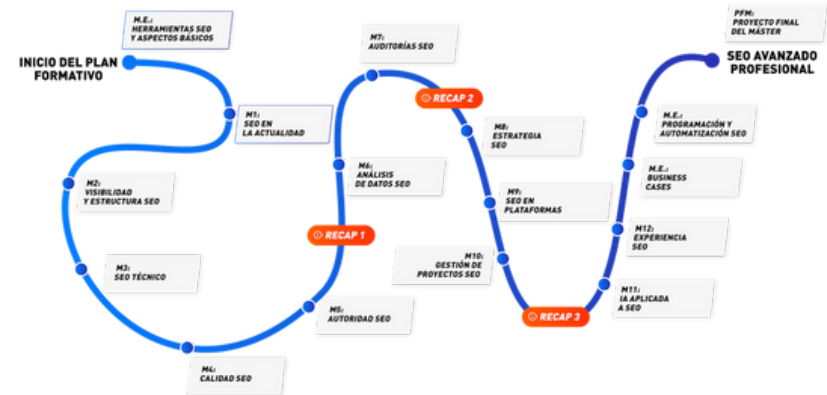 M.E.:
HERRAMIENTAS SEO
Y ASPECTOS BÁSICOS
INICIO DEL PLAN
FORMATIVO
M1:
SEO EN
LA ACTUALIDAD
M2:
VISIBILIDAD
Y ESTRUCTURA SEO
M3:
SEO TÉCNICO
M4:
CALIDAD SEO
M5:
AUTORIDAD SEO
RECAP 1
M6:
ANÁLISIS
DE DATOS SEO
M7:
AUDITORÍAS SEO
RECAP 2
M8:
ESTRATEGIA
SEO
M9:
SEO EN
PLATAFORMAS
M10:
GESTIÓN DE
PROYECTOS SEO
RECAP 3
M11:
IA APLICADA
A SEO
M12:
EXPERIENCIA
SEO
M.E.:
BUSINESS
CASES
M.E.:
PROGRAMACIÓN Y
AUTOMATIZACIÓN SEO
PFM:
PROYECTO FINAL
DEL MÁSTER
SEO AVANZADO
PROFESIONAL